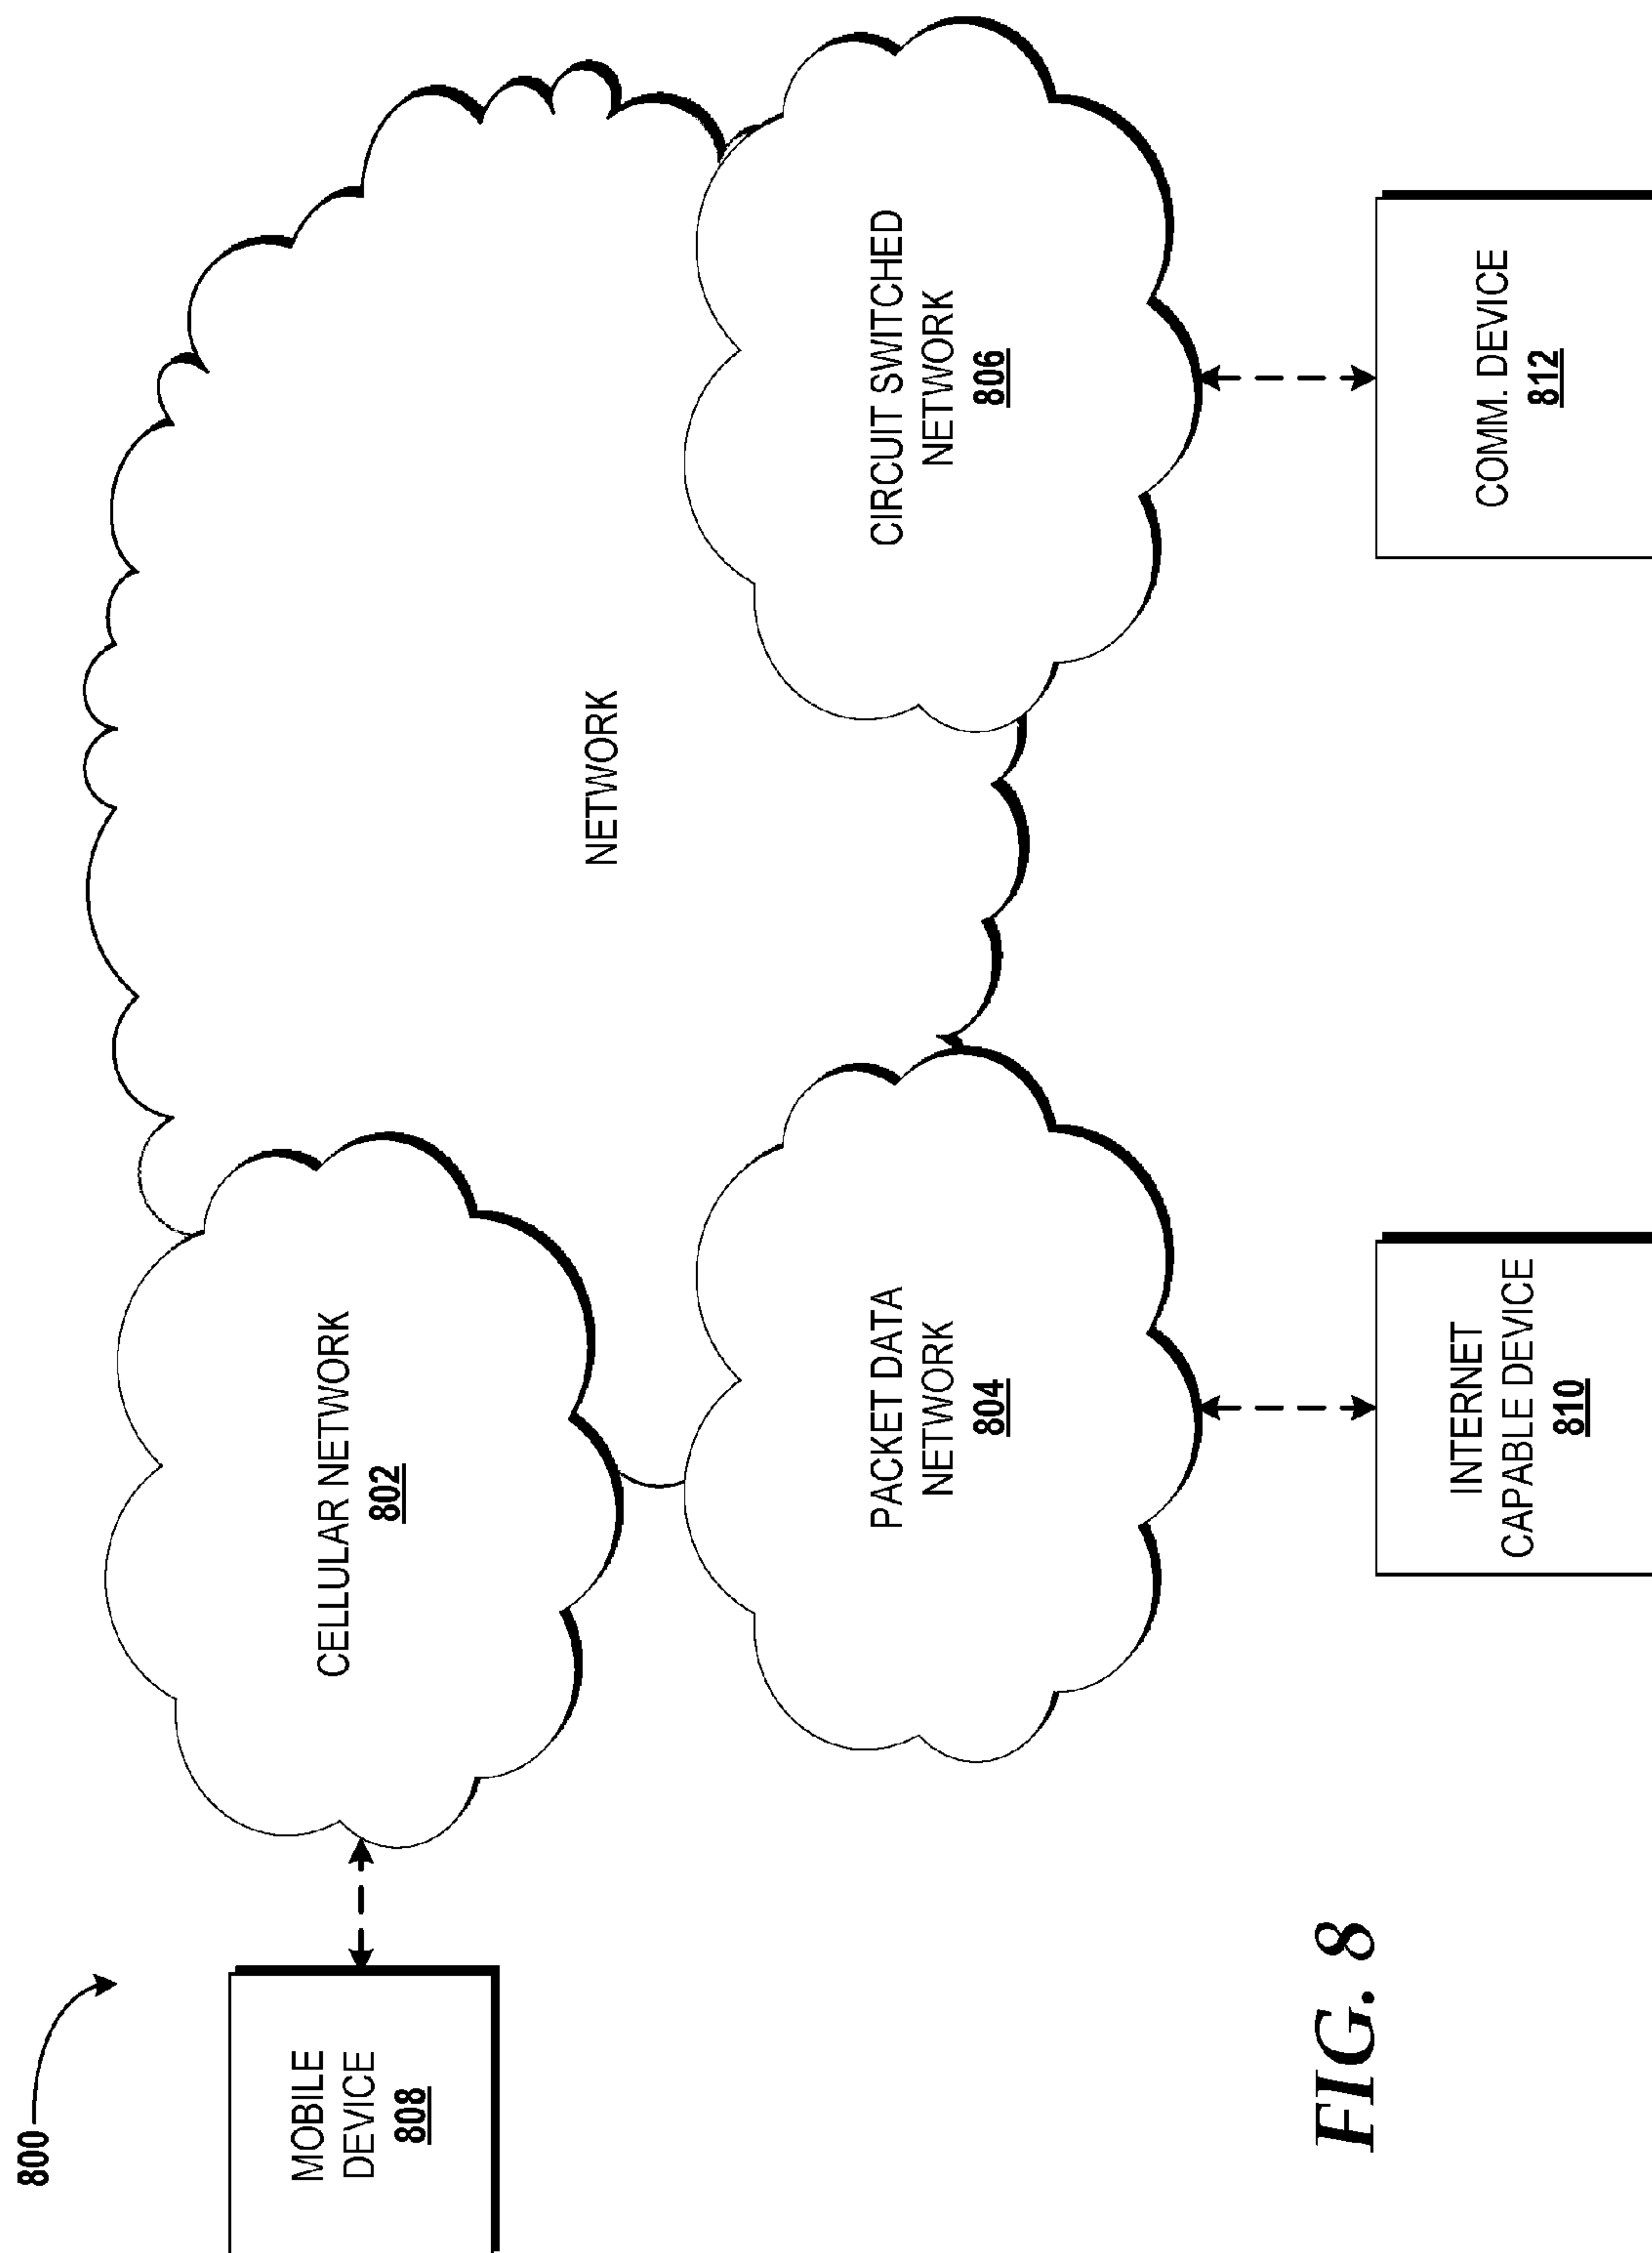 800
MOBILE
DEVICE
808
CELLULAR NETWORK
802
NETWORK
PACKET DATA
NETWORK
804
CIRCUIT SWITCHED
NETWORK
806
INTERNET
CAPABLE DEVICE
810
COMM. DEVICE
812
FIG. 8